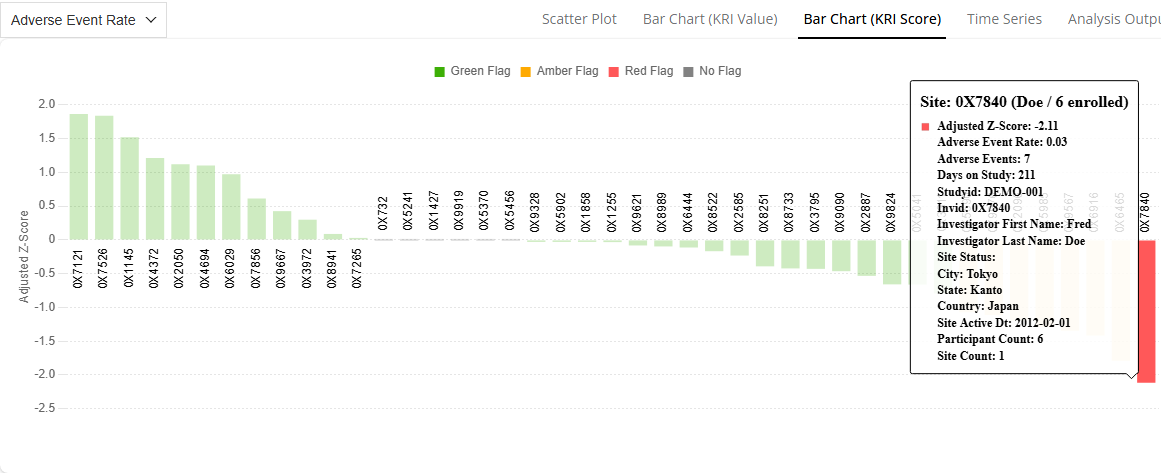 Adverse Event Rate
Scatter Plot
Bar Chart (KRI Value)
Bar Chart (KRI Score)
Time Series
Analysis Outpu
Green Flag
Amber Flag
Red Flag
No Flag
Adjusted Z-Score
2.0
1.5
1.0
0.5
0
-0.5
-1.0
-1.5
-2.0
-2.5
0X7121
0X7526
0X1145
0X4372
0X2050
0X4694
0X6029
0X7856
0X9667
0X3972
0X8941
0X7265
0X732
0X5241
0X1427
0X9919
0X5370
0X5456
0X9328
0X5902
0X1858
0X1255
0X9621
0X8989
0X6444
0X8522
0X2585
0X8251
0X8733
0X3795
0X9090
0X2887
0X9824
0X5041
0X6465
0X7840
Site: 0X7840 (Doe / 6 enrolled)
Adjusted Z-Score: -2.11
Adverse Event Rate: 0.03
Adverse Events: 7
Days on Study: 211
Studyid: DEMO-001
Invid: 0X7840
Investigator First Name: Fred
Investigator Last Name: Doe
Site Status:
City: Tokyo
State: Kanto
Country: Japan
Site Active Dt: 2012-02-01
Participant Count: 6
Site Count: 1